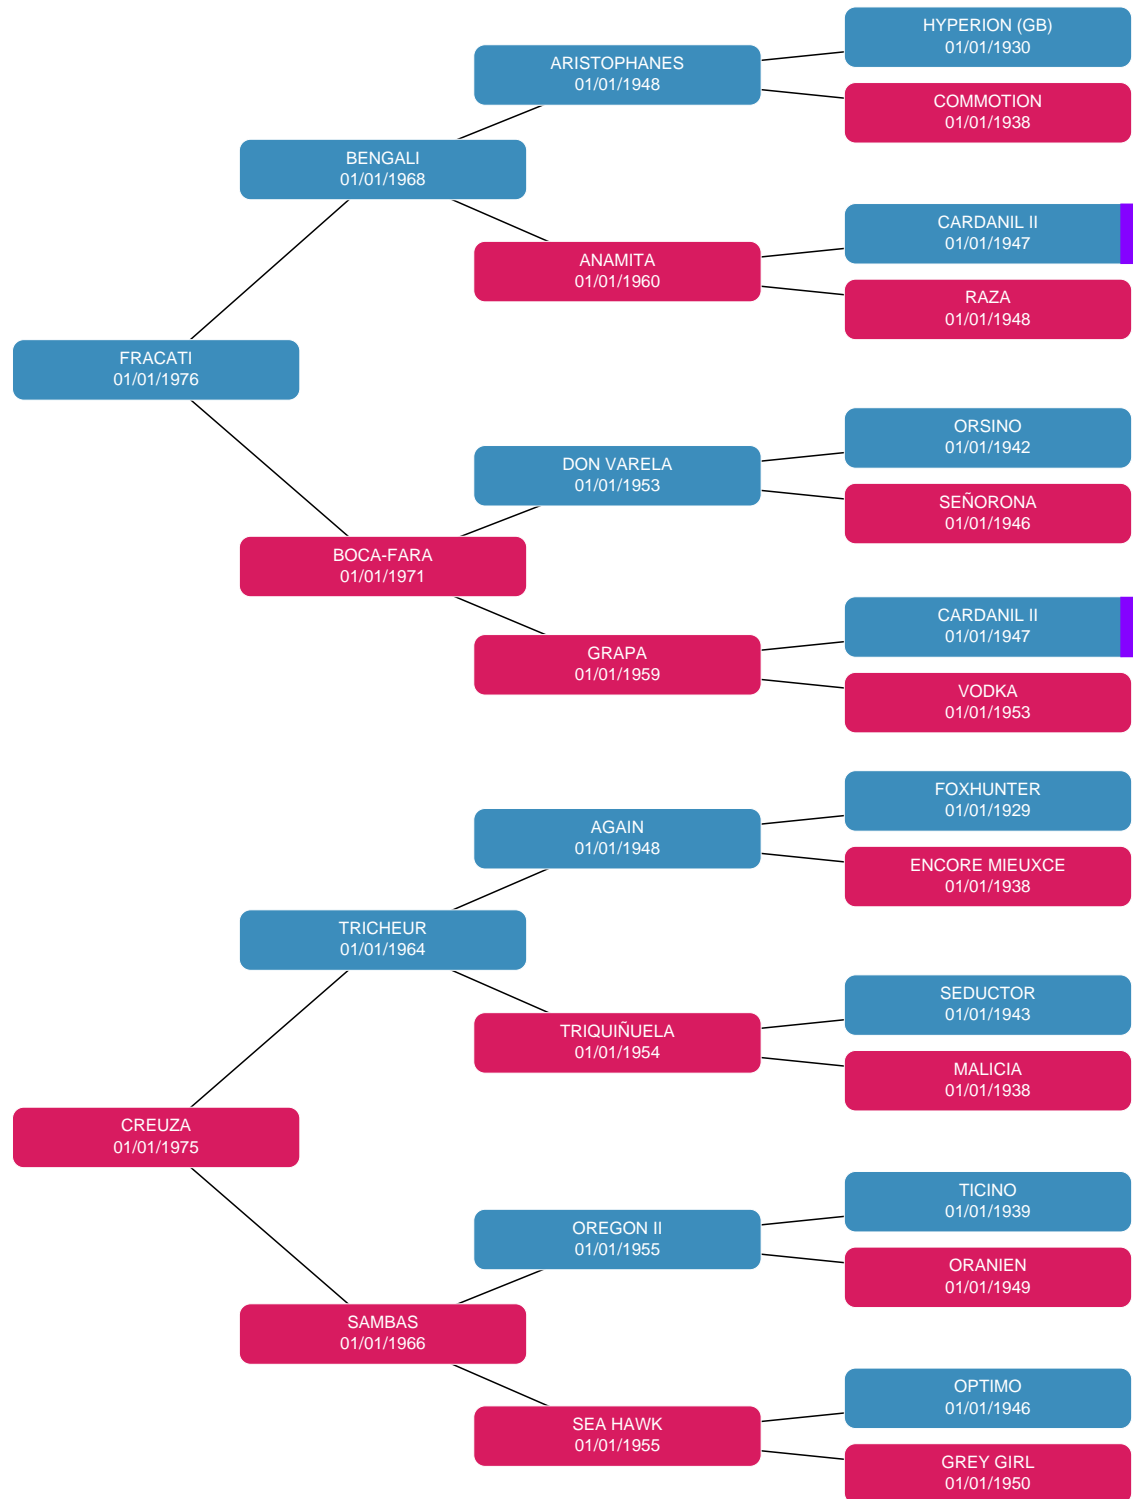 HYPERION (GB)
01/01/1930
ARISTOPHANES
01/01/1948
COMMOTION
01/01/1938
BENGALI
01/01/1968
CARDANIL II
01/01/1947
ANAMITA
01/01/1960
RAZA
01/01/1948
FRACATI
01/01/1976
ORSINO
01/01/1942
DON VARELA
01/01/1953
SEÑORONA
01/01/1946
BOCA-FARA
01/01/1971
CARDANIL II
01/01/1947
GRAPA
01/01/1959
VODKA
01/01/1953
FOXHUNTER
01/01/1929
AGAIN
01/01/1948
ENCORE MIEUXCE
01/01/1938
TRICHEUR
01/01/1964
SEDUCTOR
01/01/1943
TRIQUIÑUELA
01/01/1954
MALICIA
01/01/1938
CREUZA
01/01/1975
TICINO
01/01/1939
OREGON II
01/01/1955
ORANIEN
01/01/1949
SAMBAS
01/01/1966
OPTIMO
01/01/1946
SEA HAWK
01/01/1955
GREY GIRL
01/01/1950